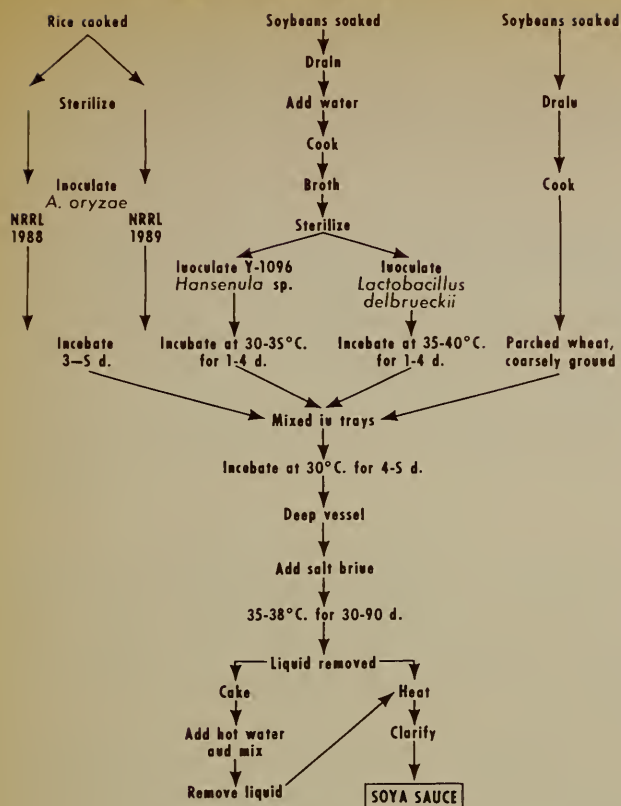 Rice cooked
Sterilize
Inoculate
A. oryzae
NRRL
1988
NRRL
1989
Incubate
3–5 d.
Soybeans soaked
Drain
Add water
Cook
Broth
Sterilize
Inoculate Y-1096
Hansenula sp.
Incubate at 30-35°C.
for 1-4 d.
Inoculate
Lactobacillus
delbrueckii
Incubate at 35-40°C.
for 1-4 d.
Soybeans soaked
Drain
Cook
Parched wheat,
coarsely ground
Mixed in trays
Incubate at 30°C. for 4-5 d.
Deep vessel
Add salt brine
35-38°C. for 30-90 d.
Liquid removed
Cake
Add hot water
and mix
Remove liquid
Heat
Clarify
SOYA SAUCE